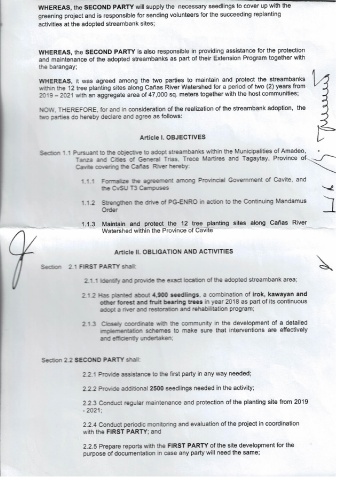 WHEREAS, the SECOND PARTY will supply the necessary seedlings to cover up with the
greening project and is responsible for sending volunteers for the succeeding replanting
activities at the adopted streambank sites;
WHEREAS, the SECOND PARTY is also responsible in providing assistance for the protection
and maintenance of the adopted streambanks as part of their Extension Program together with
the barangay;
WHEREAS, it was agreed among the two parties to maintain and protect the streambanks
within the 12 tree planting sites along Cañas River Watershed for a period of two (2) years from
2019 – 2021 with an aggregate area of 47,000 sq. meters together with the host communities;
NOW, THEREFORE, for and in consideration of the realization of the streambank adoption, the
two parties do hereby declare and agree as follows:
Article I. OBJECTIVES
Section 1.1 Pursuant to the objective to adopt streambanks within the Municipalities of Amadeo,
Tanza and Cities of General Trias, Trece Martires and Tagaytay, Province of
Cavite covering the Cañas River hereby:
1.1.1 Formalize the agreement among Provincial Government of Cavite, and
the CvSU T3 Campuses
1.1.2 Strengthen the drive of PG-ENRO in action to the Continuing Mandamus
Order
1.1.3 Maintain and protect the 12 tree planting sites along Cañas River
Watershed within the Province of Cavite
Article II. OBLIGATION AND ACTIVITIES
Section 2.1 FIRST PARTY shall:
2.1.1 Identify and provide the exact location of the adopted streambank area;
2.1.2 Has planted about 4,900 seedlings, a combination of irok, kawayan and
other forest and fruit bearing trees in year 2018 as part of its continuous
adopt a river and restoration and rehabilitation program;
2.1.3 Closely coordinate with the community in the development of a detailed
implementation schemes to make sure that interventions are effectively
and efficiently undertaken;
Section 2.2 SECOND PARTY shall:
2.2.1 Provide assistance to the first party in any way needed;
2.2.2 Provide additional 2500 seedlings needed in the activity;
2.2.3 Conduct regular maintenance and protection of the planting site from 2019
- 2021;
2.2.4 Conduct periodic monitoring and evaluation of the project in coordination
with the FIRST PARTY; and
2.2.5 Prepare reports with the FIRST PARTY of the site development for the
purpose of documentation in case any party will need the same;